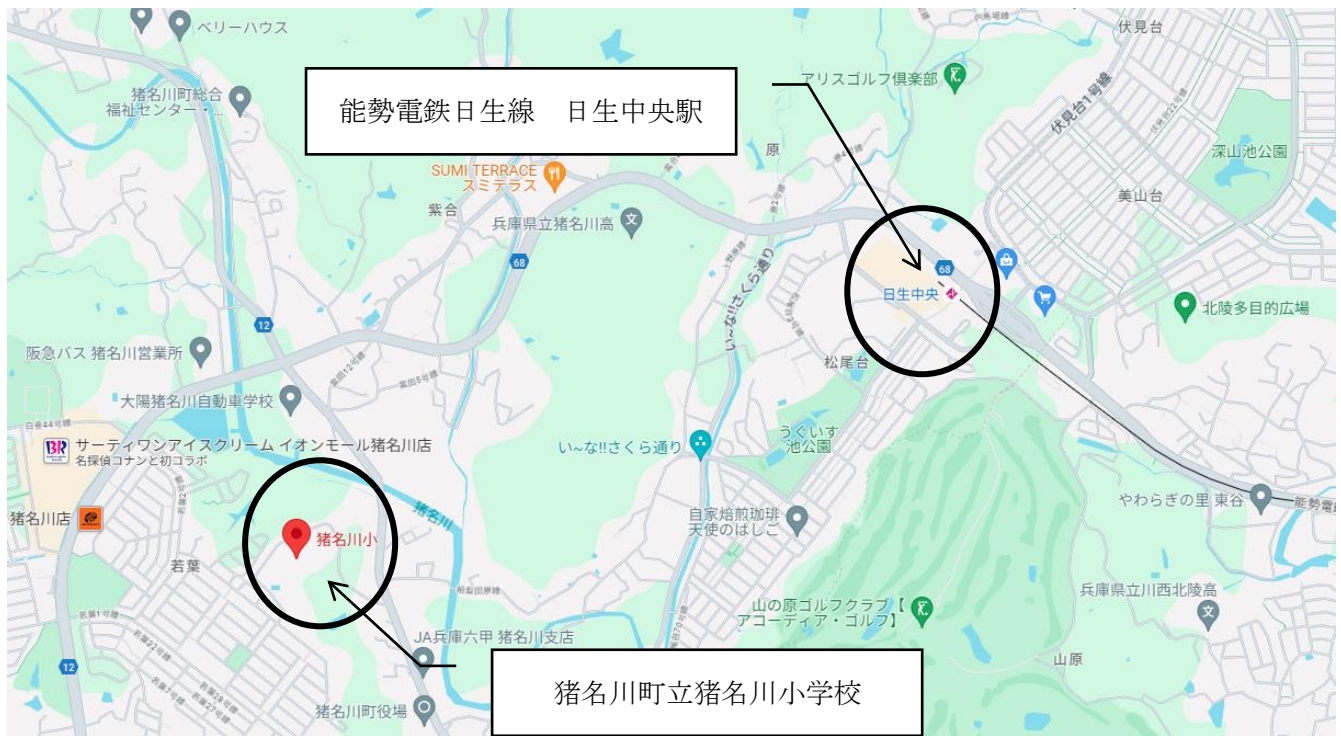 ベリーハウス
伏見台
猪名川町総合
福祉センター・...
能勢電鉄日生線　日生中央駅
アリスゴルフ倶楽部
伏見台1号線
深山池公園
原
SUMI TERRACE
スミテラス
紫合
兵庫県立猪名川高
美山台
68
68
日生中央
い~な!!さくら通り
北陵多目的広場
12
阪急バス 猪名川営業所
松尾台
大陽猪名川自動車学校
サーティワンアイスクリーム イオンモール猪名川店
名探偵コナンと初コラボ
BR
うぐいす
池公園
い~な!!さくら通り
猪名川
やわらぎの里 東谷
能勢電
自家焙煎珈琲
天使のはしご
猪名川店
猪名川小
若葉
兵庫県立川西北陵高
山の原ゴルフクラブ【
アコーディア・ゴルフ】
JA兵庫六甲 猪名川支店
山原
12
猪名川町立猪名川小学校
猪名川町役場